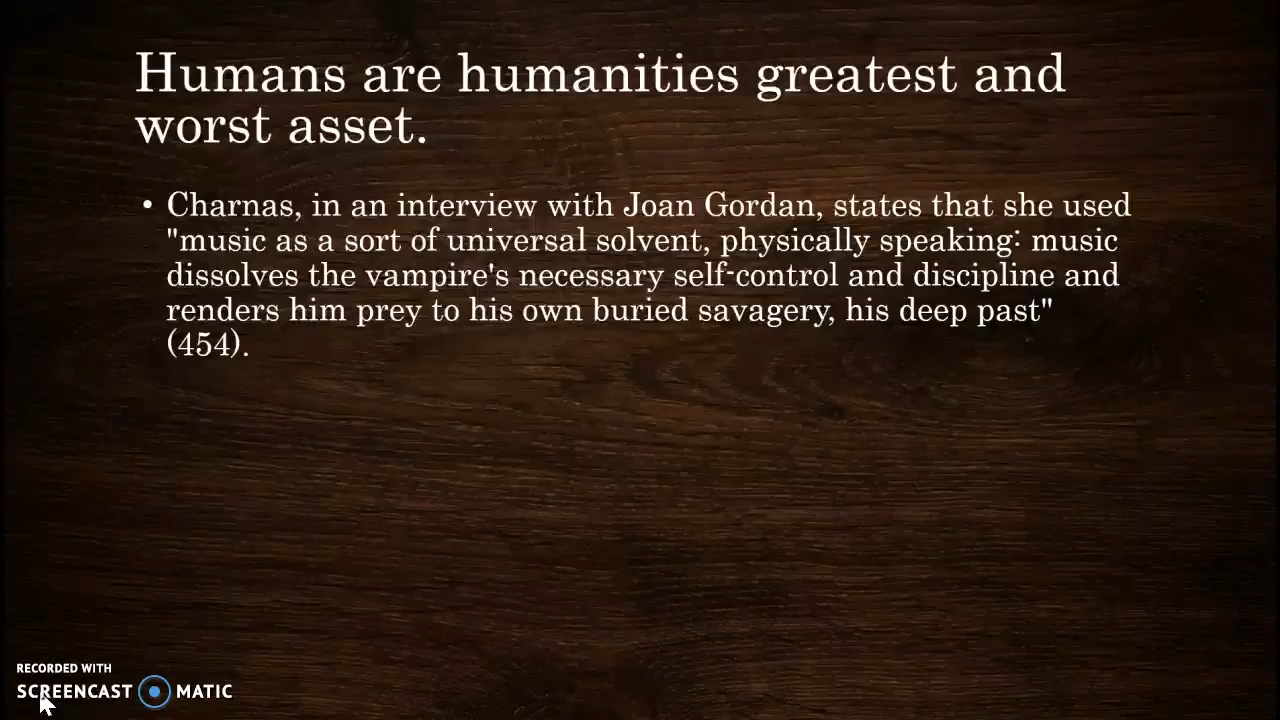 Humans are humanities greatest and
worst asset.
• Charnas, in an interview with Joan Gordan, states that she used
"music as a sort of universal solvent, physically speaking: music
dissolves the vampire's necessary self-control and discipline and
renders him prey to his own buried savagery, his deep past"
(454).
RECORDED WITH
SCREENCAST MATIC